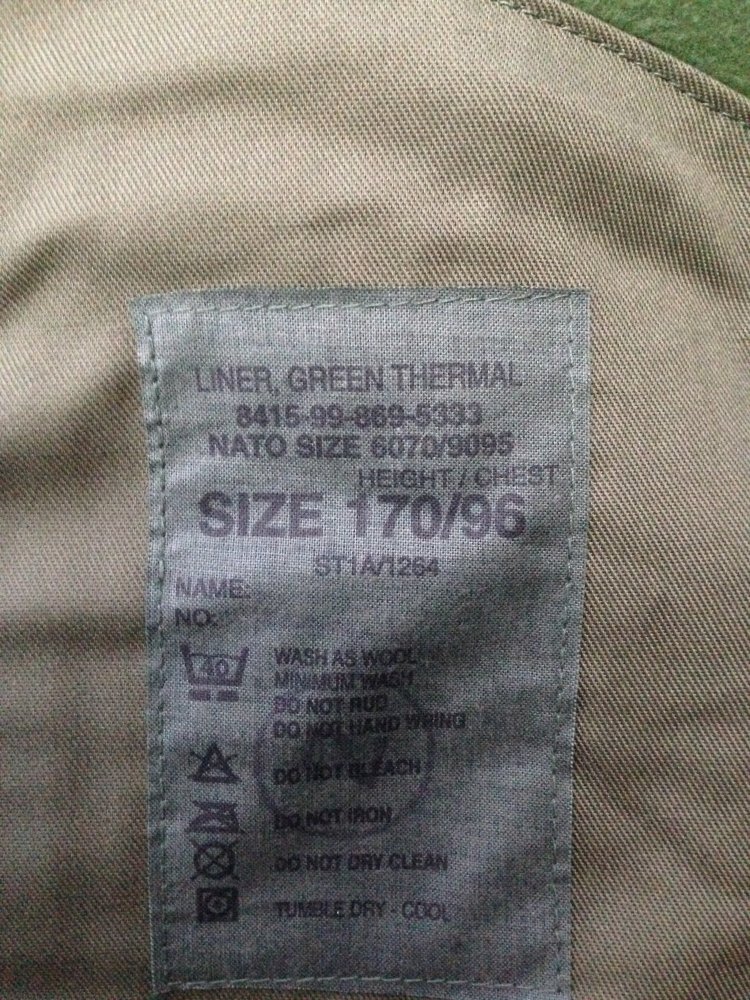 LINER, GREEN THERMAL
8415-99-869-5333
NATO SIZE 6070/9095
HEIGHT / CHEST
SIZE 170/96
ST1A/1264
NAME:
NO:
40
WASH AS WOOL
MINIMUM WASH
DO NOT RUB
DO NOT HAND WRING
DO NOT BLEACH
DO NOT IRON
DO NOT DRY CLEAN
TUMBLE DRY - COOL